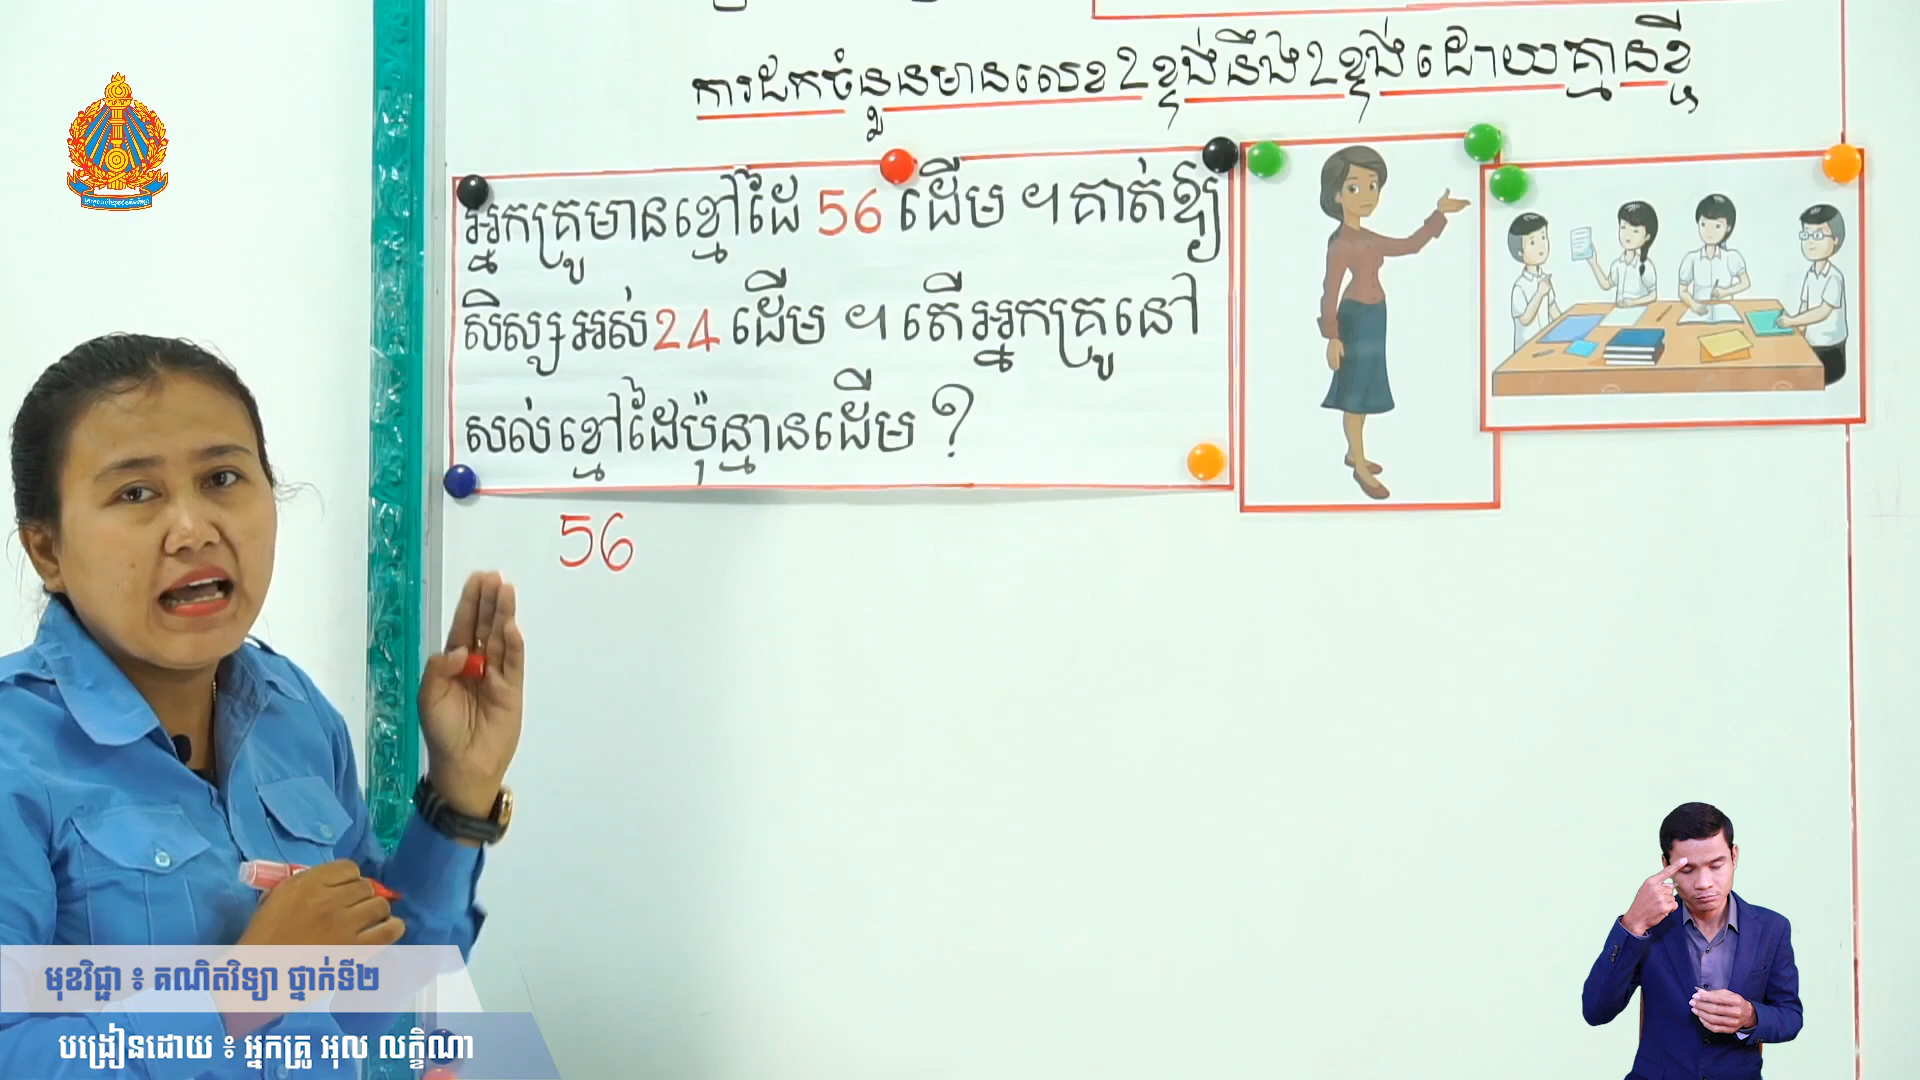 ការដកចំនួនមានលេខ2ខ្ទង់នឹង2ខ្ទង់ដោយគ្មានខ្ចី
អ្នកគ្រូមានខ្មៅដៃ 56 ដើម ។ គាត់ឱ្យ
សិស្សអស់ 24 ដើម ។ តើអ្នកគ្រូនៅ
សល់ខ្មៅដៃប៉ុន្មានដើម ?
56
មុខវិជ្ជា ៖ គណិតវិទ្យា ថ្នាក់ទី២
បង្រៀនដោយ ៖ អ្នកគ្រូ អុល លក្ខិណា